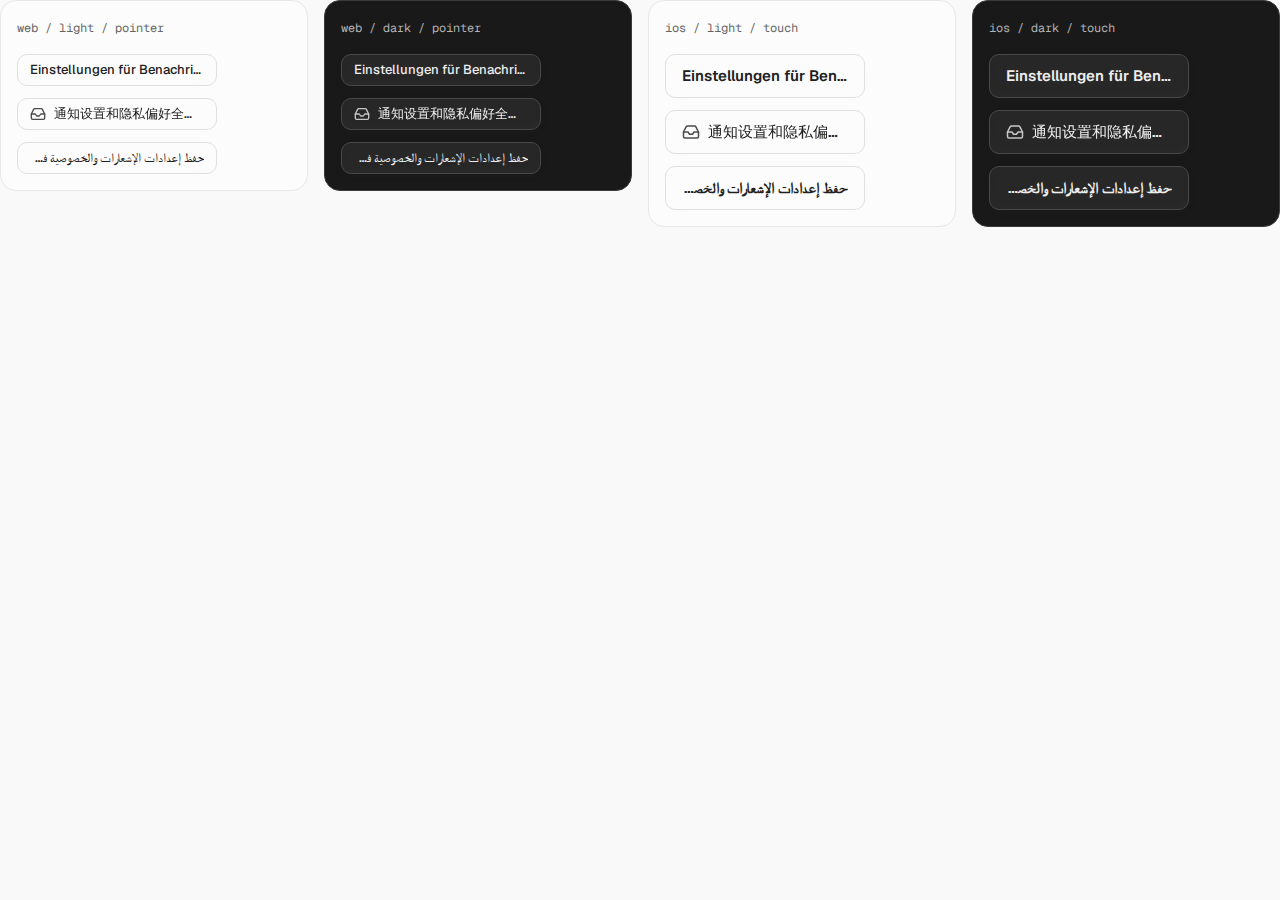 web / light / pointer
Einstellungen für Benachri...
通知设置和隐私偏好全...
حفظ إعدادات الإشعارات والخصوصية ف...
web / dark / pointer
Einstellungen für Benachri...
通知设置和隐私偏好全...
حفظ إعدادات الإشعارات والخصوصية ف...
ios / light / touch
Einstellungen für Ben...
通知设置和隐私偏...
حفظ إعدادات الإشعارات والخصـ...
ios / dark / touch
Einstellungen für Ben...
通知设置和隐私偏...
حفظ إعدادات الإشعارات والخصـ...